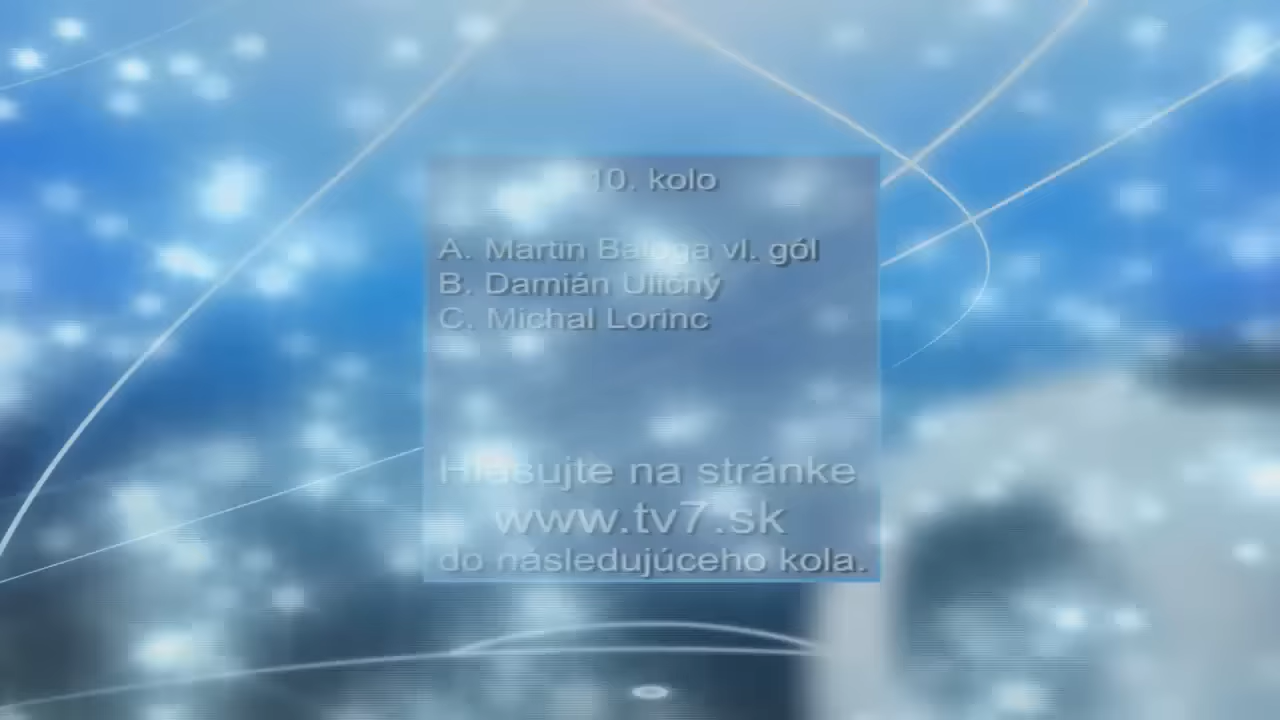 10. kolo
A. Martin Baloga vl. gól
B. Damián Uličný
C. Michal Lorinc
Hlasujte na stránke
www.tv7.sk
do nasledujúceho kola.